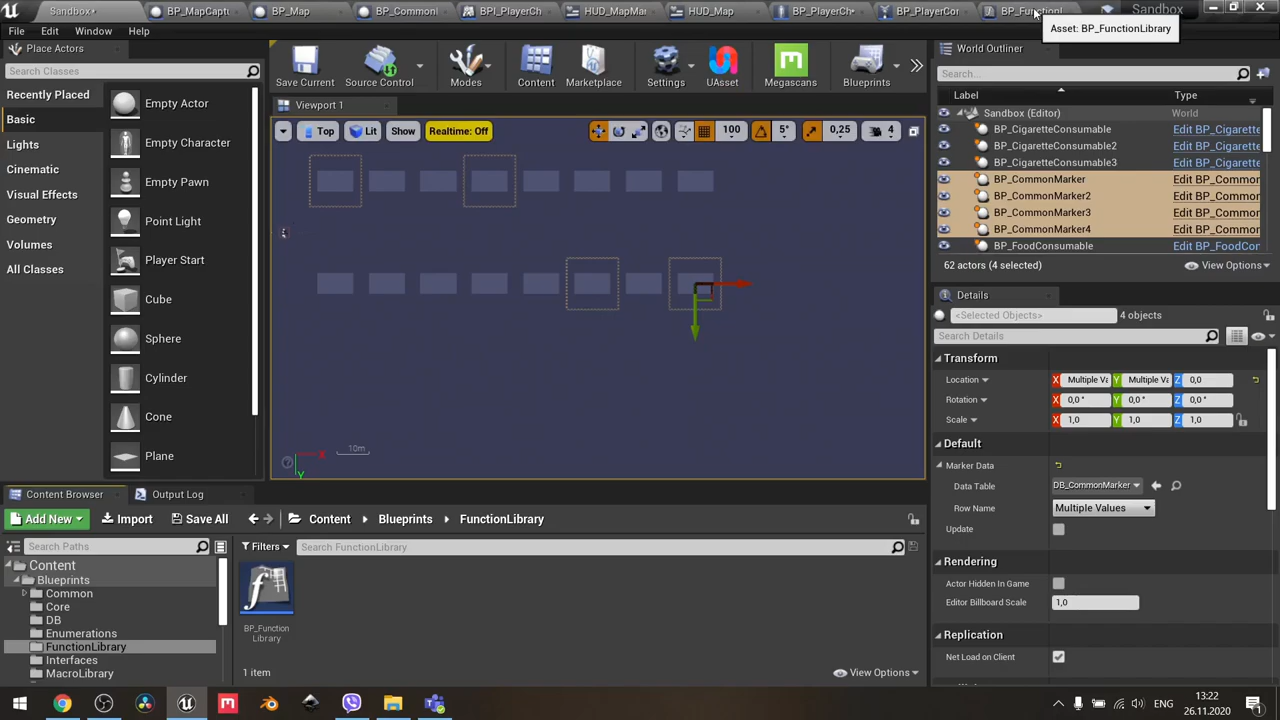 Sandbox*
BP_MapCaptu
BP_Map
BP_CommonI
BPI_PlayerCh
HUD_MapMar
HUD_Map
BP_PlayerCh
BP_PlayerCon
BP_FunctionL
Sandbox
File Edit Window Help
Asset: BP_FunctionLibrary
Place Actors
Search Classes
Recently Placed
Basic
Lights
Cinematic
Visual Effects
Geometry
Volumes
All Classes
Empty Actor
Empty Character
Empty Pawn
Point Light
Player Start
Cube
Sphere
Cylinder
Cone
Plane
Save Current
Source Control
Modes
Content
Marketplace
Settings
UAsset
Megascans
Blueprints
Viewport 1
Top
Lit
Show
Realtime: Off
100
5°
0,25
4
10m
X
Y
World Outliner
Search...
Label Type
Sandbox (Editor) World
BP_CigaretteConsumable Edit BP_Cigarette
BP_CigaretteConsumable2 Edit BP_Cigarette
BP_CigaretteConsumable3 Edit BP_Cigarette
BP_CommonMarker Edit BP_Common
BP_CommonMarker2 Edit BP_Common
BP_CommonMarker3 Edit BP_Common
BP_CommonMarker4 Edit BP_Common
BP_FoodConsumable Edit BP_FoodCon
62 actors (4 selected)
View Options
Details
<Selected Objects>
4 objects
Search Details
Transform
Location X Multiple Va Y Multiple Va Z 0,0
Rotation X 0,0 ° Y 0,0 ° Z 0,0 °
Scale X 1,0 Y 1,0 Z 1,0
Default
Marker Data
Data Table DB_CommonMarker
Row Name Multiple Values
Update
Rendering
Actor Hidden In Game
Editor Billboard Scale 1,0
Replication
Net Load on Client
Content Browser
Output Log
Add New
Import
Save All
Content
Blueprints
FunctionLibrary
Search Paths
Filters
Search FunctionLibrary
Content
Blueprints
Common
Core
DB
Enumerations
FunctionLibrary
Interfaces
MacroLibrary
BP_Function
Library
1 item
View Options
ENG
13:22
26.11.2020